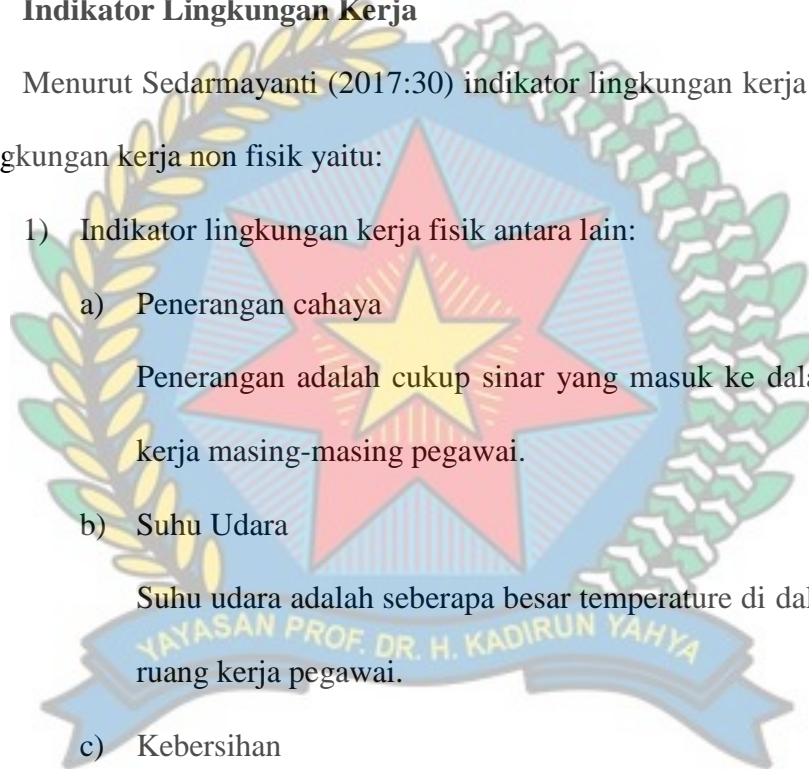 Indikator Lingkungan Kerja
Menurut Sedarmayanti (2017:30) indikator lingkungan kerja
gkungan kerja non fisik yaitu:
1) Indikator lingkungan kerja fisik antara lain:
a) Penerangan cahaya
Penerangan adalah cukup sinar yang masuk ke dala
kerja masing-masing pegawai.
b) Suhu Udara
Suhu udara adalah seberapa besar temperature di dal
YAYASAN PROF. DR. H. KADIRUN YAHYA
ruang kerja pegawai.
c) Kebersihan